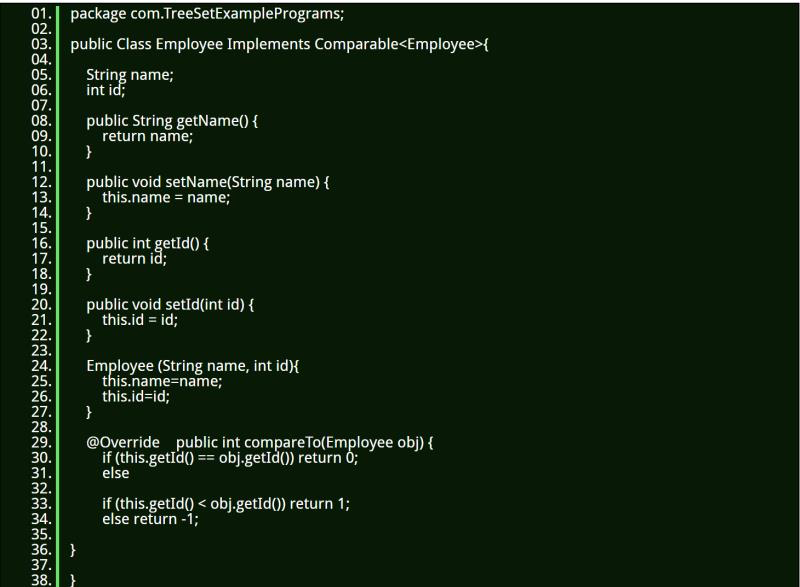 01. package com.TreeSetExamplePrograms;
02.
03. public Class Employee Implements Comparable<Employee>{
04.
05. String name;
06. int id;
07.
08. public String getName() {
09. return name;
10. }
11.
12. public void setName(String name) {
13. this.name = name;
14. }
15.
16. public int getId() {
17. return id;
18. }
19.
20. public void setId(int id) {
21. this.id = id;
22. }
23.
24. Employee (String name, int id){
25. this.name=name;
26. this.id=id;
27. }
28.
29. @Override    public int compareTo(Employee obj) {
30. if (this.getId() == obj.getId()) return 0;
31. else
32.
33. if (this.getId() < obj.getId()) return 1;
34. else return -1;
35.
36. }
37.
38. }